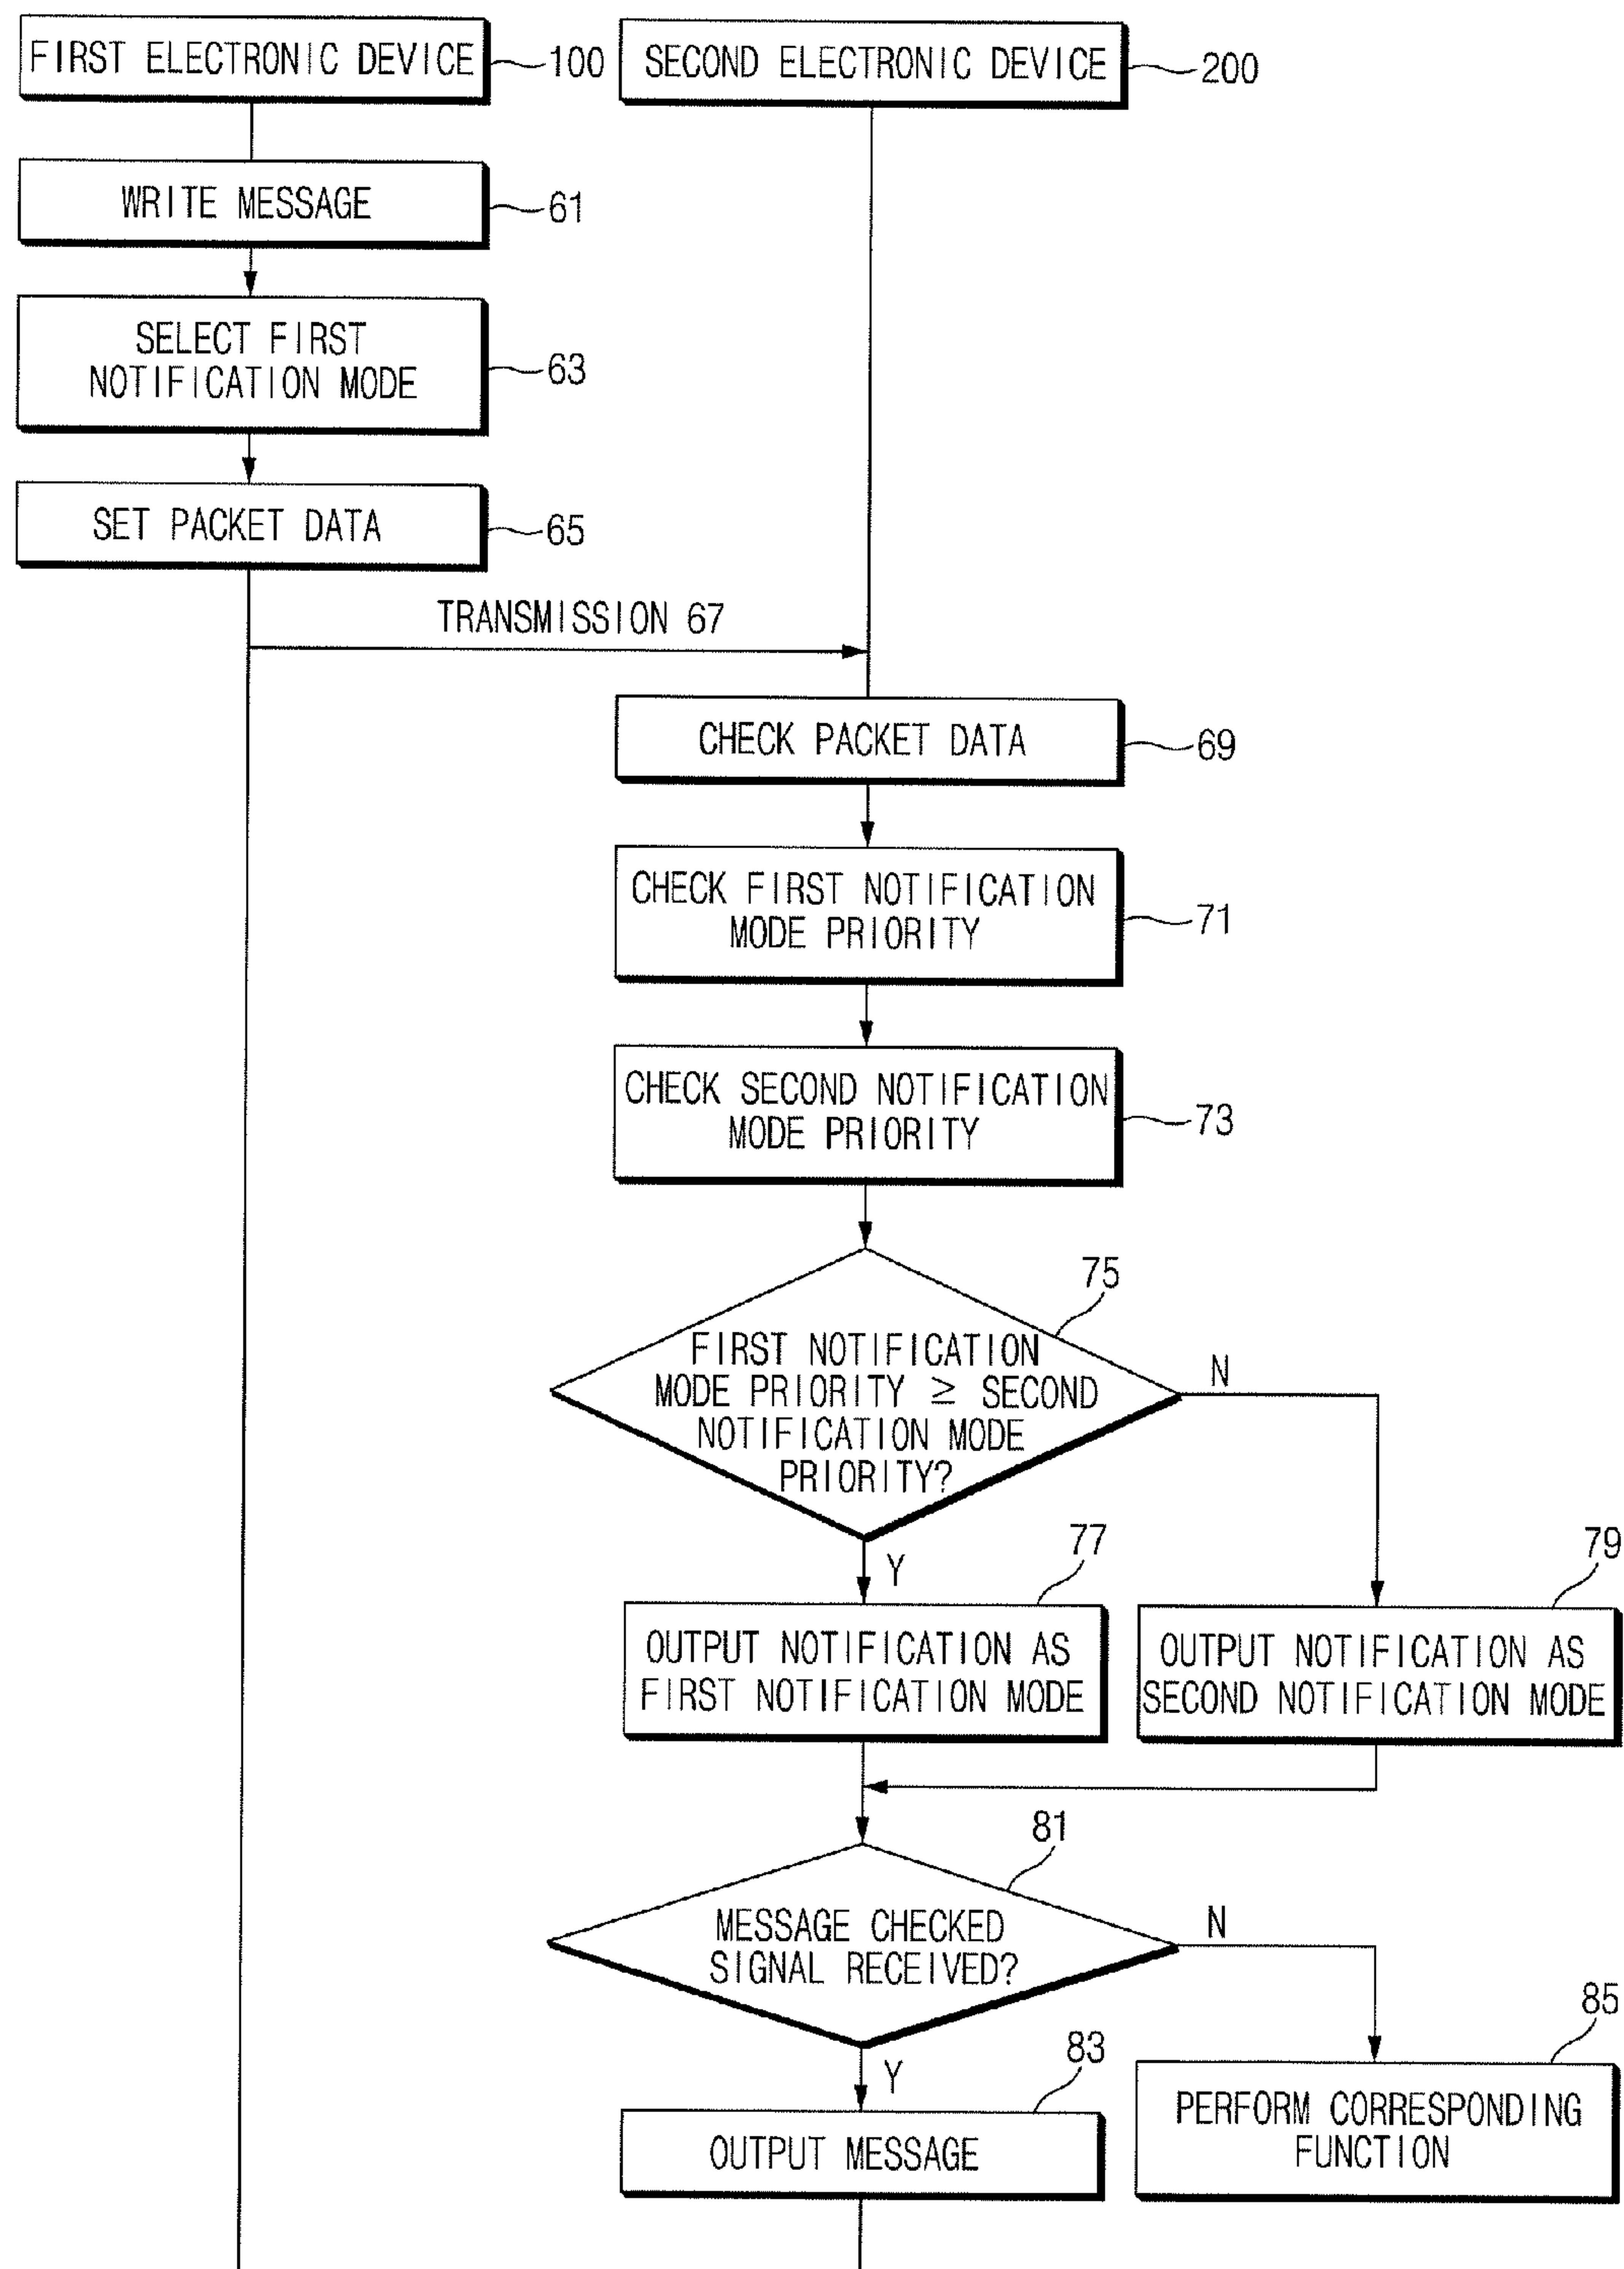 FIRST ELECTRONIC DEVICE
100
SECOND ELECTRONIC DEVICE
200
WRITE MESSAGE
61
SELECT FIRST
NOTIFICATION MODE
63
SET PACKET DATA
65
TRANSMISSION 67
CHECK PACKET DATA
69
CHECK FIRST NOTIFICATION
MODE PRIORITY
71
CHECK SECOND NOTIFICATION
MODE PRIORITY
73
75
FIRST NOTIFICATION
MODE PRIORITY ≥ SECOND
NOTIFICATION MODE
PRIORITY?
N
Y
77
79
OUTPUT NOTIFICATION AS
FIRST NOTIFICATION MODE
OUTPUT NOTIFICATION AS
SECOND NOTIFICATION MODE
81
MESSAGE CHECKED
SIGNAL RECEIVED?
N
Y
83
85
OUTPUT MESSAGE
PERFORM CORRESPONDING
FUNCTION